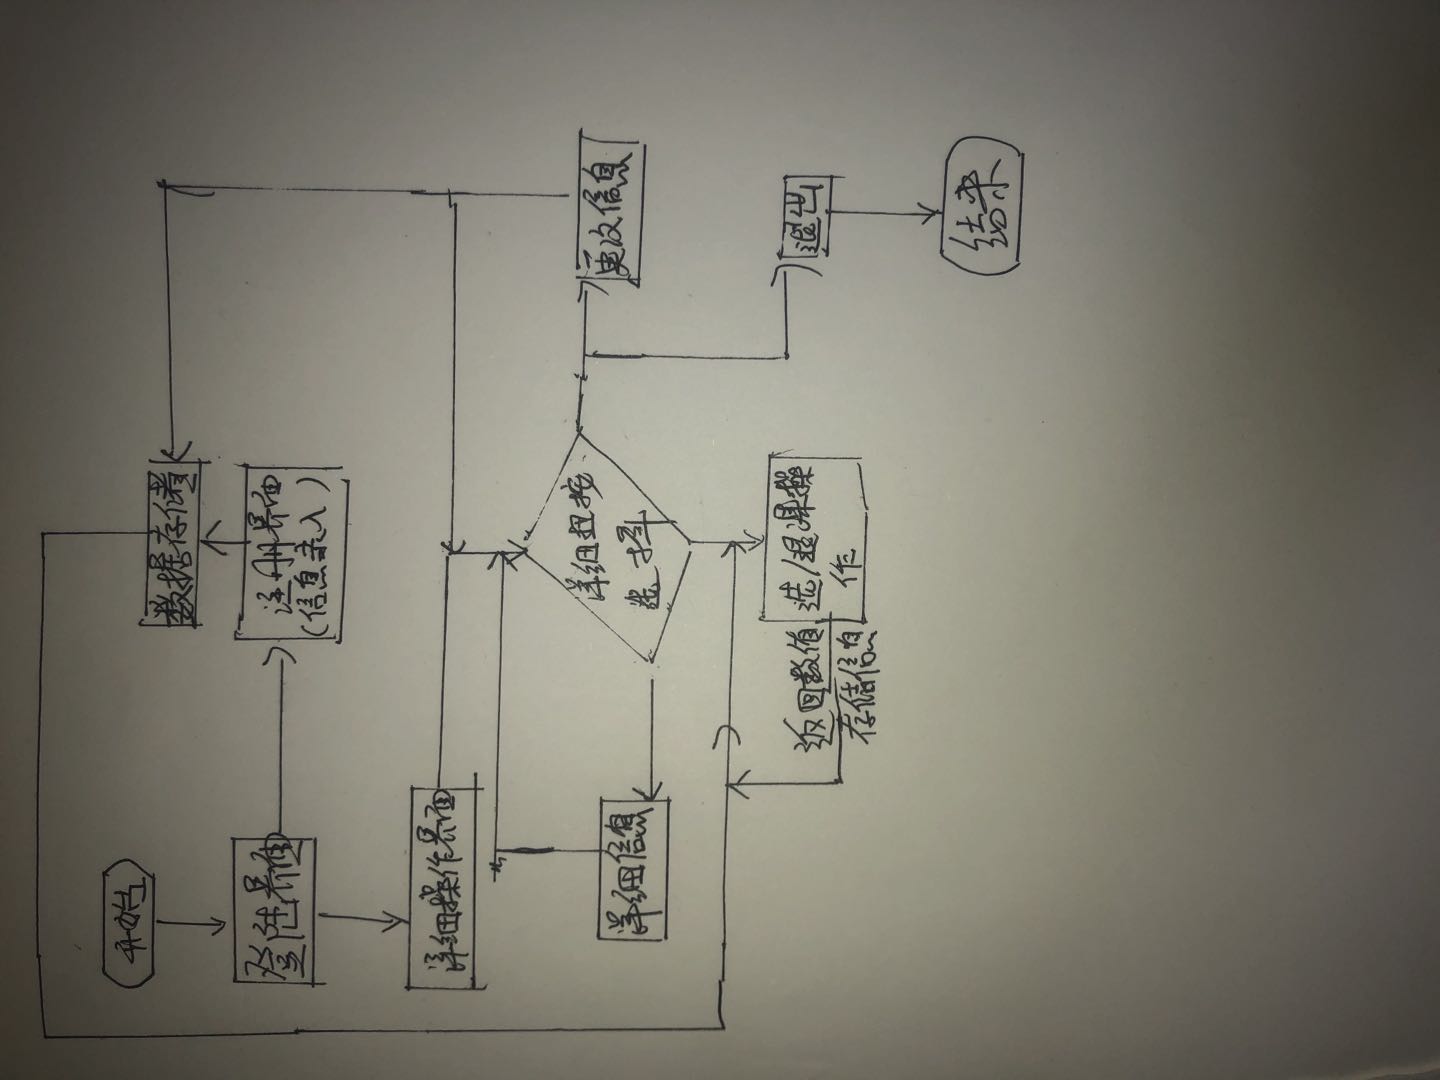 开始
数据存储
登陆界面
注册界面
(信息录入)
详细操作界面
详细扭按
选择
详细信息
更改信息
返回数值
存储信息
选/退课操
作
退出
结束